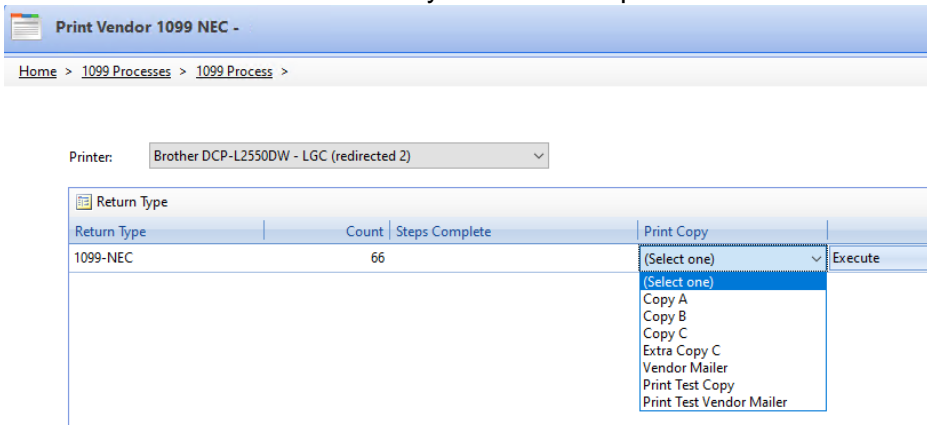 Print Vendor 1099 NEC -
Home > 1099 Processes > 1099 Process >
Printer: Brother DCP-L2550DW - LGC (redirected 2)
Return Type
Return Type Count Steps Complete Print Copy
1099-NEC 66 (Select one) Execute
(Select one)
Copy A
Copy B
Copy C
Extra Copy C
Vendor Mailer
Print Test Copy
Print Test Vendor Mailer